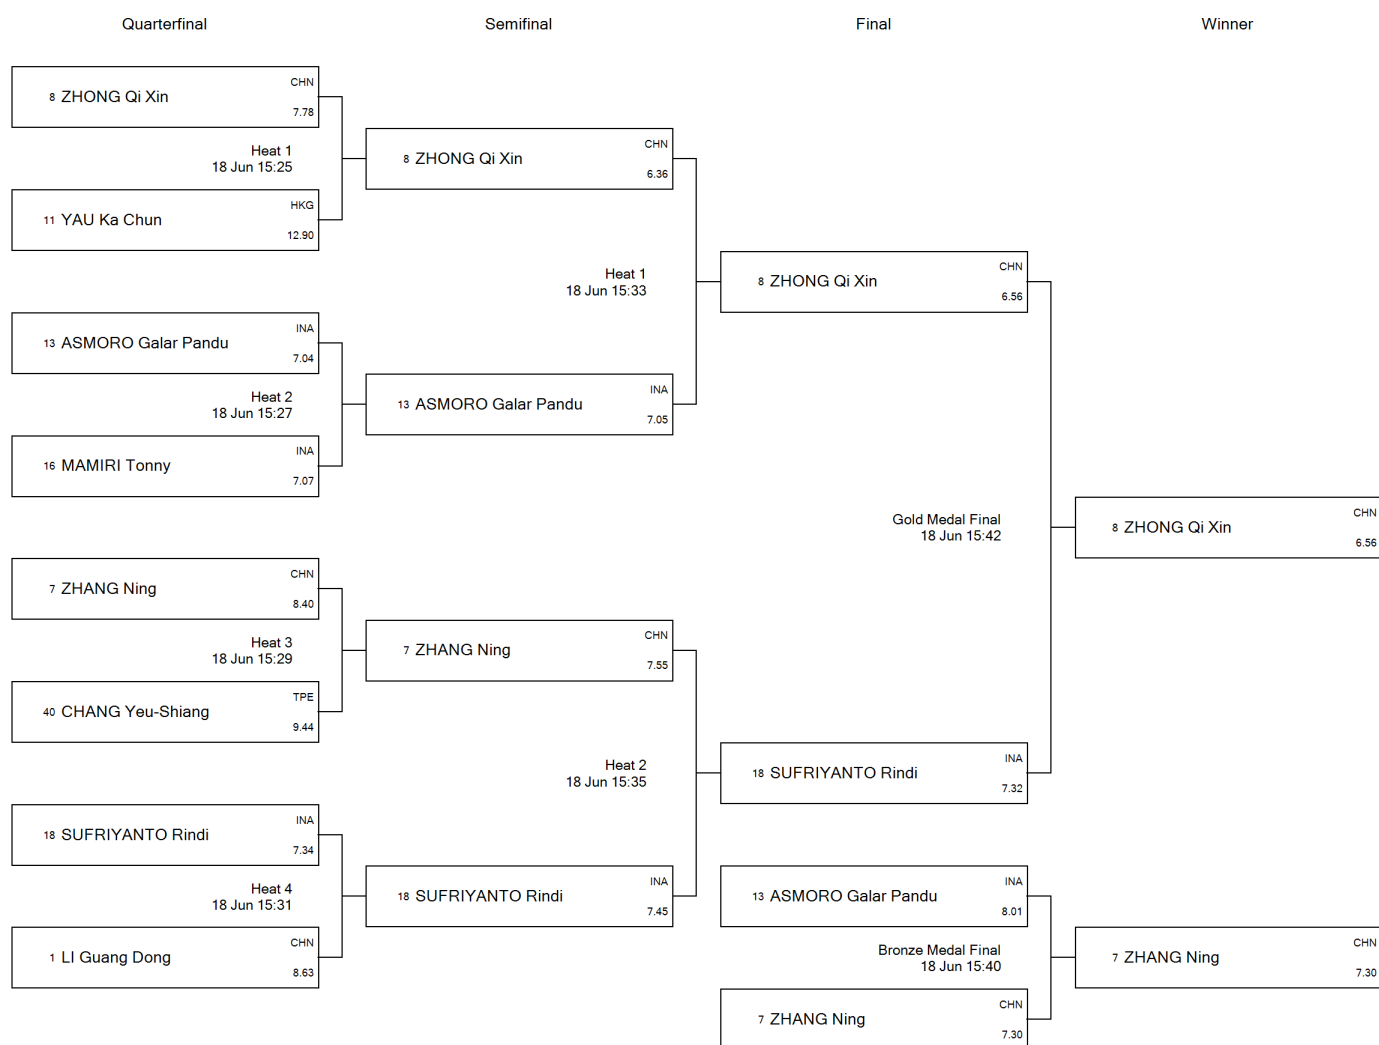 Quarterfinal
Semifinal
Final
Winner
CHN
8 ZHONG Qi Xin
7.78
Heat 1
18 Jun 15:25
HKG
11 YAU Ka Chun
12.90
INA
13 ASMORO Galar Pandu
7.04
Heat 2
18 Jun 15:27
INA
16 MAMIRI Tonny
7.07
CHN
7 ZHANG Ning
8.40
Heat 3
18 Jun 15:29
TPE
40 CHANG Yeu-Shiang
9.44
INA
18 SUFRIYANTO Rindi
7.34
Heat 4
18 Jun 15:31
CHN
1 LI Guang Dong
8.63
CHN
8 ZHONG Qi Xin
6.36
Heat 1
18 Jun 15:33
INA
13 ASMORO Galar Pandu
7.05
CHN
7 ZHANG Ning
7.55
Heat 2
18 Jun 15:35
INA
18 SUFRIYANTO Rindi
7.45
CHN
8 ZHONG Qi Xin
6.56
Gold Medal Final
18 Jun 15:42
INA
18 SUFRIYANTO Rindi
7.32
INA
13 ASMORO Galar Pandu
8.01
Bronze Medal Final
18 Jun 15:40
CHN
7 ZHANG Ning
7.30
CHN
8 ZHONG Qi Xin
6.56
CHN
7 ZHANG Ning
7.30